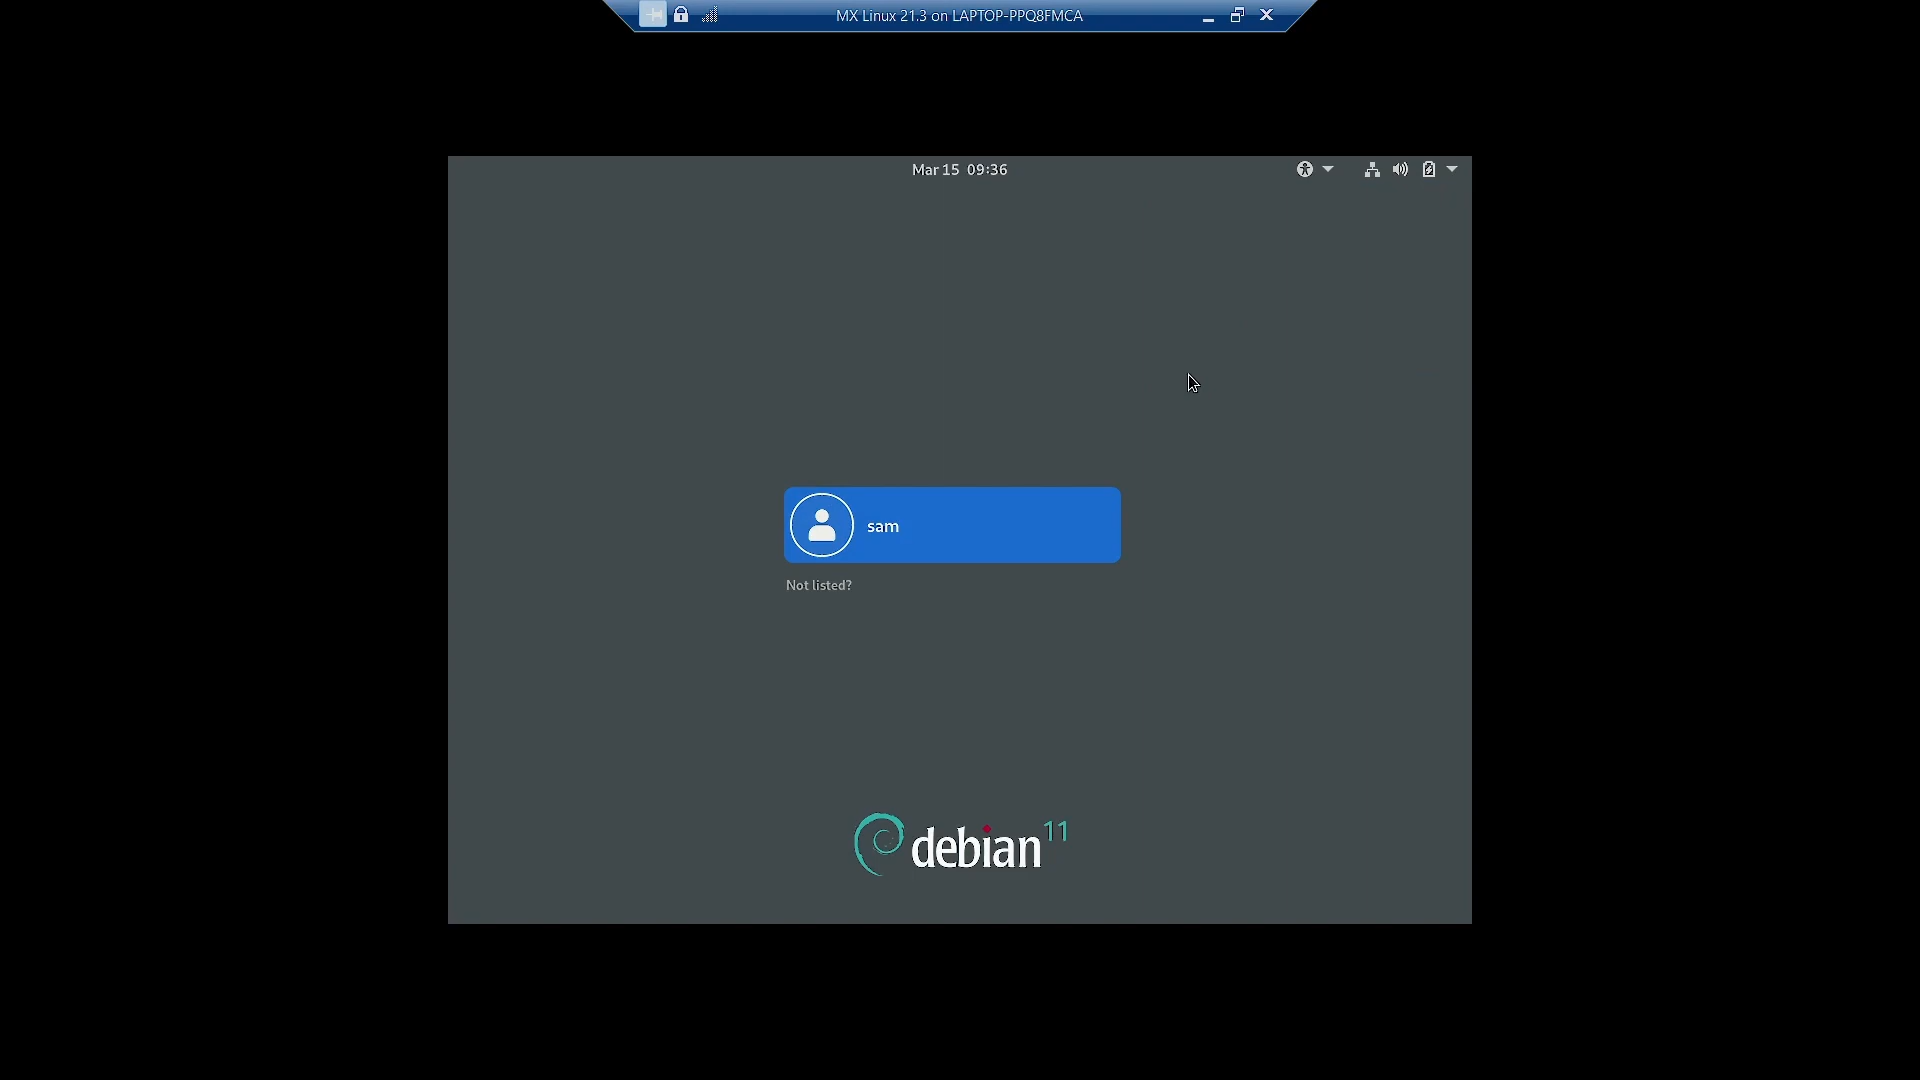 MX Linux 21.3 on LAPTOP-PPQ8FMCA
Mar 15 09:36
sam
Not listed?
debian 11